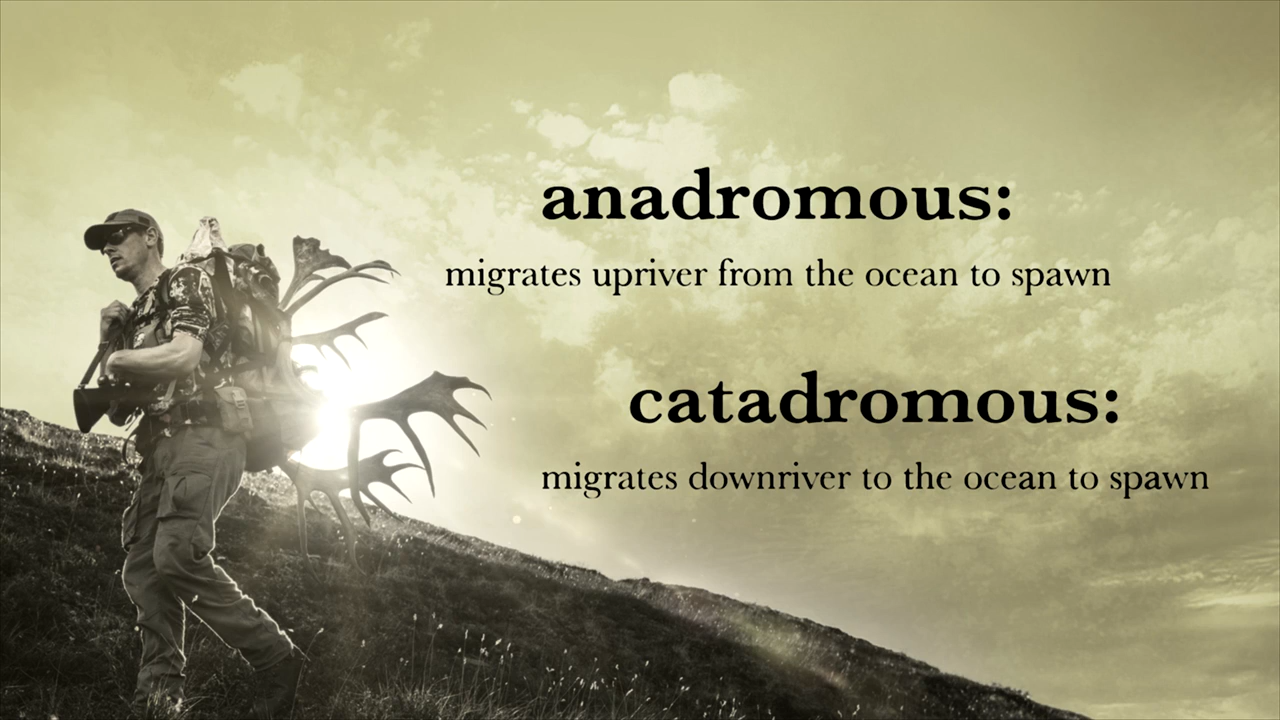 anadromous:
migrates upriver from the ocean to spawn
catadromous:
migrates downriver to the ocean to spawn